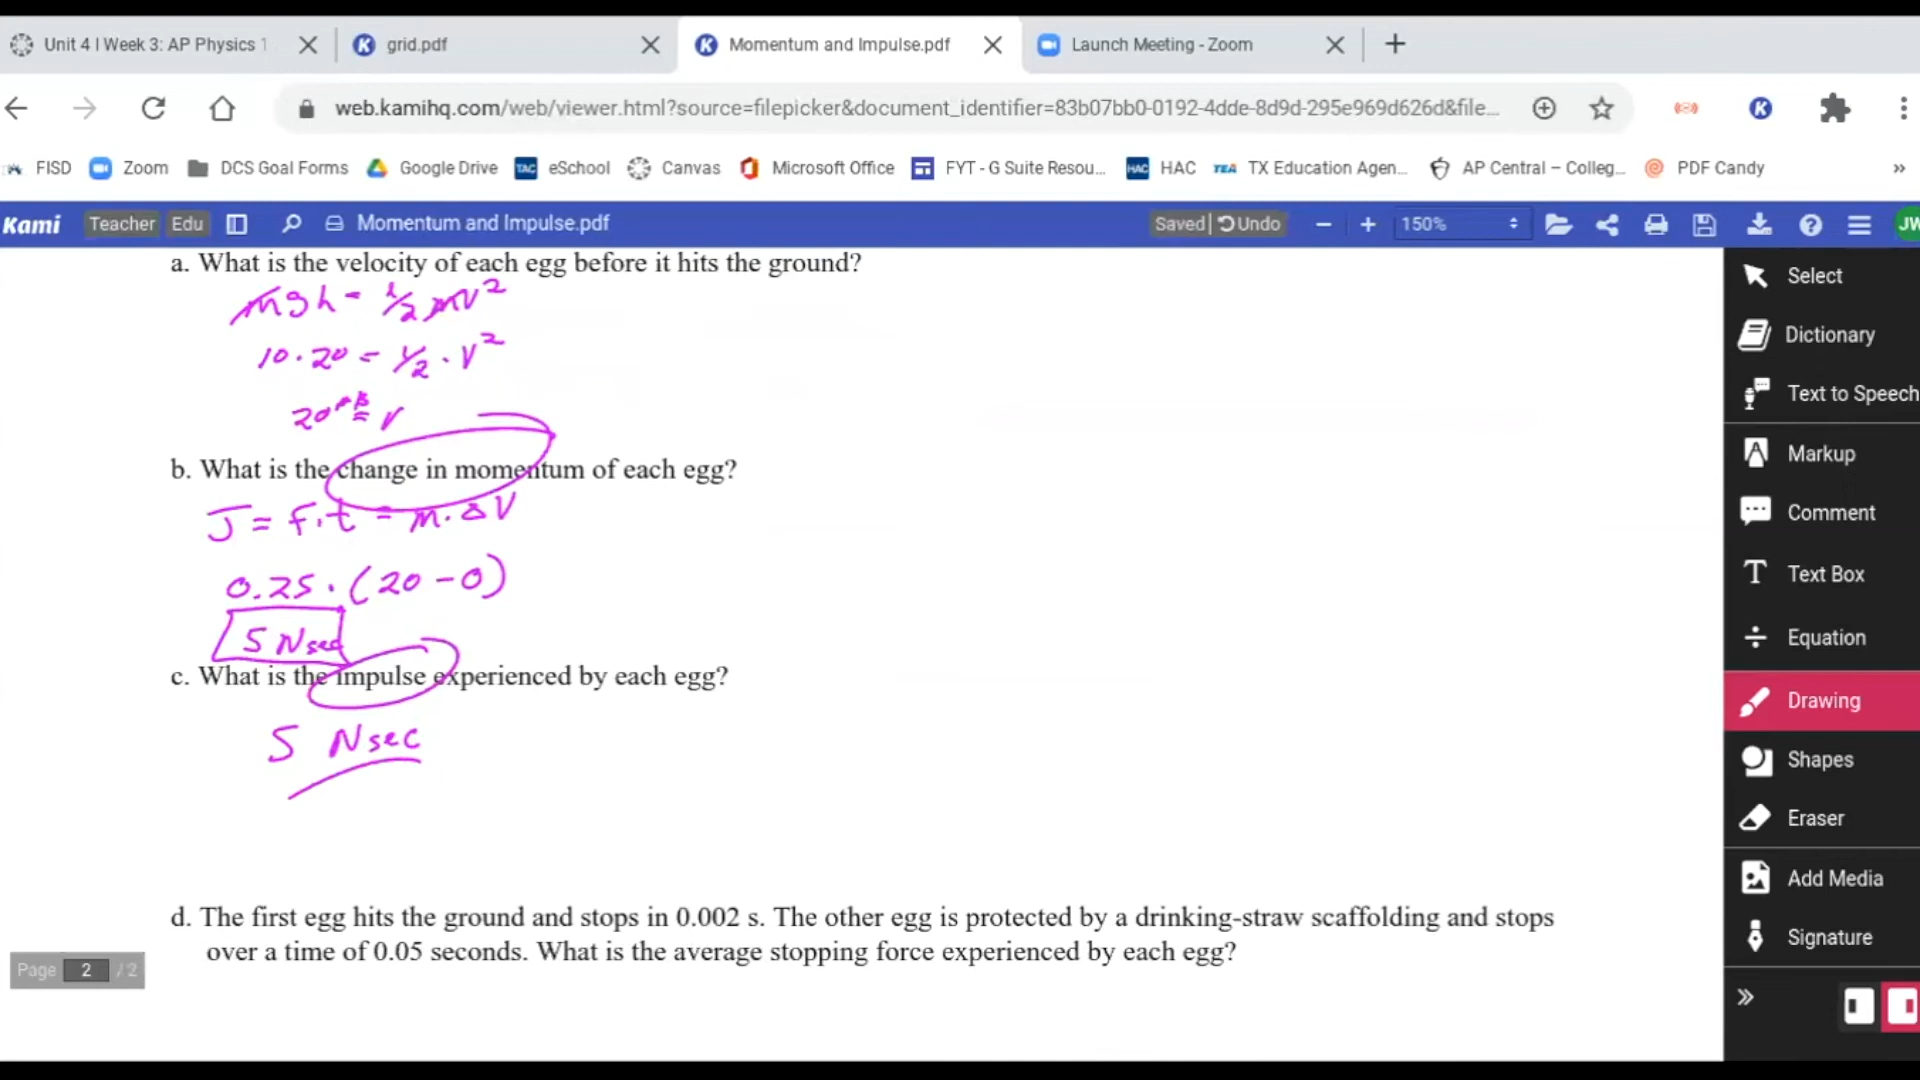 Unit 4 | Week 3: AP Physics 1
grid.pdf
Momentum and Impulse.pdf
Launch Meeting - Zoom
web.kamihq.com/web/viewer.html?source=filepicker&document_identifier=83b07bb0-0192-4dde-8d9d-295e969d626d&file...
FISD
Zoom
DCS Goal Forms
Google Drive
TAC
eSchool
Canvas
Microsoft Office
FYT - G Suite Resou...
HAC
HAC
TEA
TX Education Agen...
AP Central – Colleg...
PDF Candy
»
Kami
Teacher
Edu
Momentum and Impulse.pdf
Saved
Undo
150%
JW
a. What is the velocity of each egg before it hits the ground?
mgh = 1/2 mv²
10 · 20 = 1/2 · v²
20 = v
b. What is the change in momentum of each egg?
J = F·t = m·ΔV
0.25 · (20 - 0)
5 Nsec
c. What is the impulse experienced by each egg?
5 Nsec
d. The first egg hits the ground and stops in 0.002 s. The other egg is protected by a drinking-straw scaffolding and stops
over a time of 0.05 seconds. What is the average stopping force experienced by each egg?
Page 2 / 2
Select
Dictionary
Text to Speech
Markup
Comment
Text Box
Equation
Drawing
Shapes
Eraser
Add Media
Signature